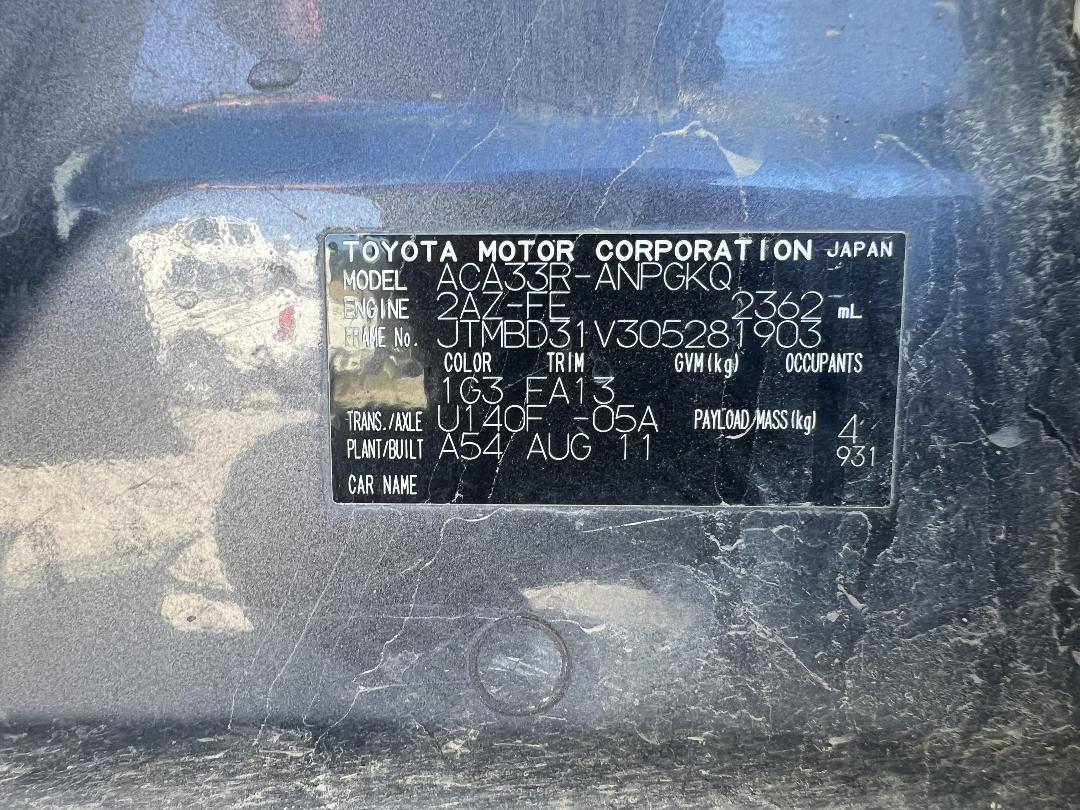 TOYOTA MOTOR CORPORATION JAPAN
MODEL ACA33R-ANPGKQ
ENGINE 2AZ-FE 2362 mL
FRAME No. JTMBD31V305281903
COLOR TRIM GVM(kg) OCCUPANTS
1G3 FA13
TRANS./AXLE U140F -05A PAYLOAD/MASS(kg) 4
PLANT/BUILT A54 AUG 11 931
CAR NAME